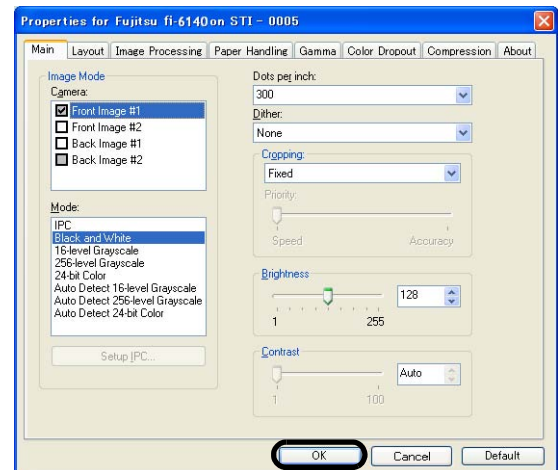 Properties for Fujitsu fi-6140 on STI - 0005
Main Layout Image Processing Paper Handling Gamma Color Dropout Compression About
Image Mode
Camera:
Front Image #1
Front Image #2
Back Image #1
Back Image #2
Mode:
IPC
Black and White
16-level Grayscale
256-level Grayscale
24-bit Color
Auto Detect 16-level Grayscale
Auto Detect 256-level Grayscale
Auto Detect 24-bit Color
Setup IPC...
Dots per inch:
300
Dither:
None
Cropping:
Fixed
Priority:
Speed Accuracy
Brightness
128
1 255
Contrast
Auto
1 100
OK Cancel Default